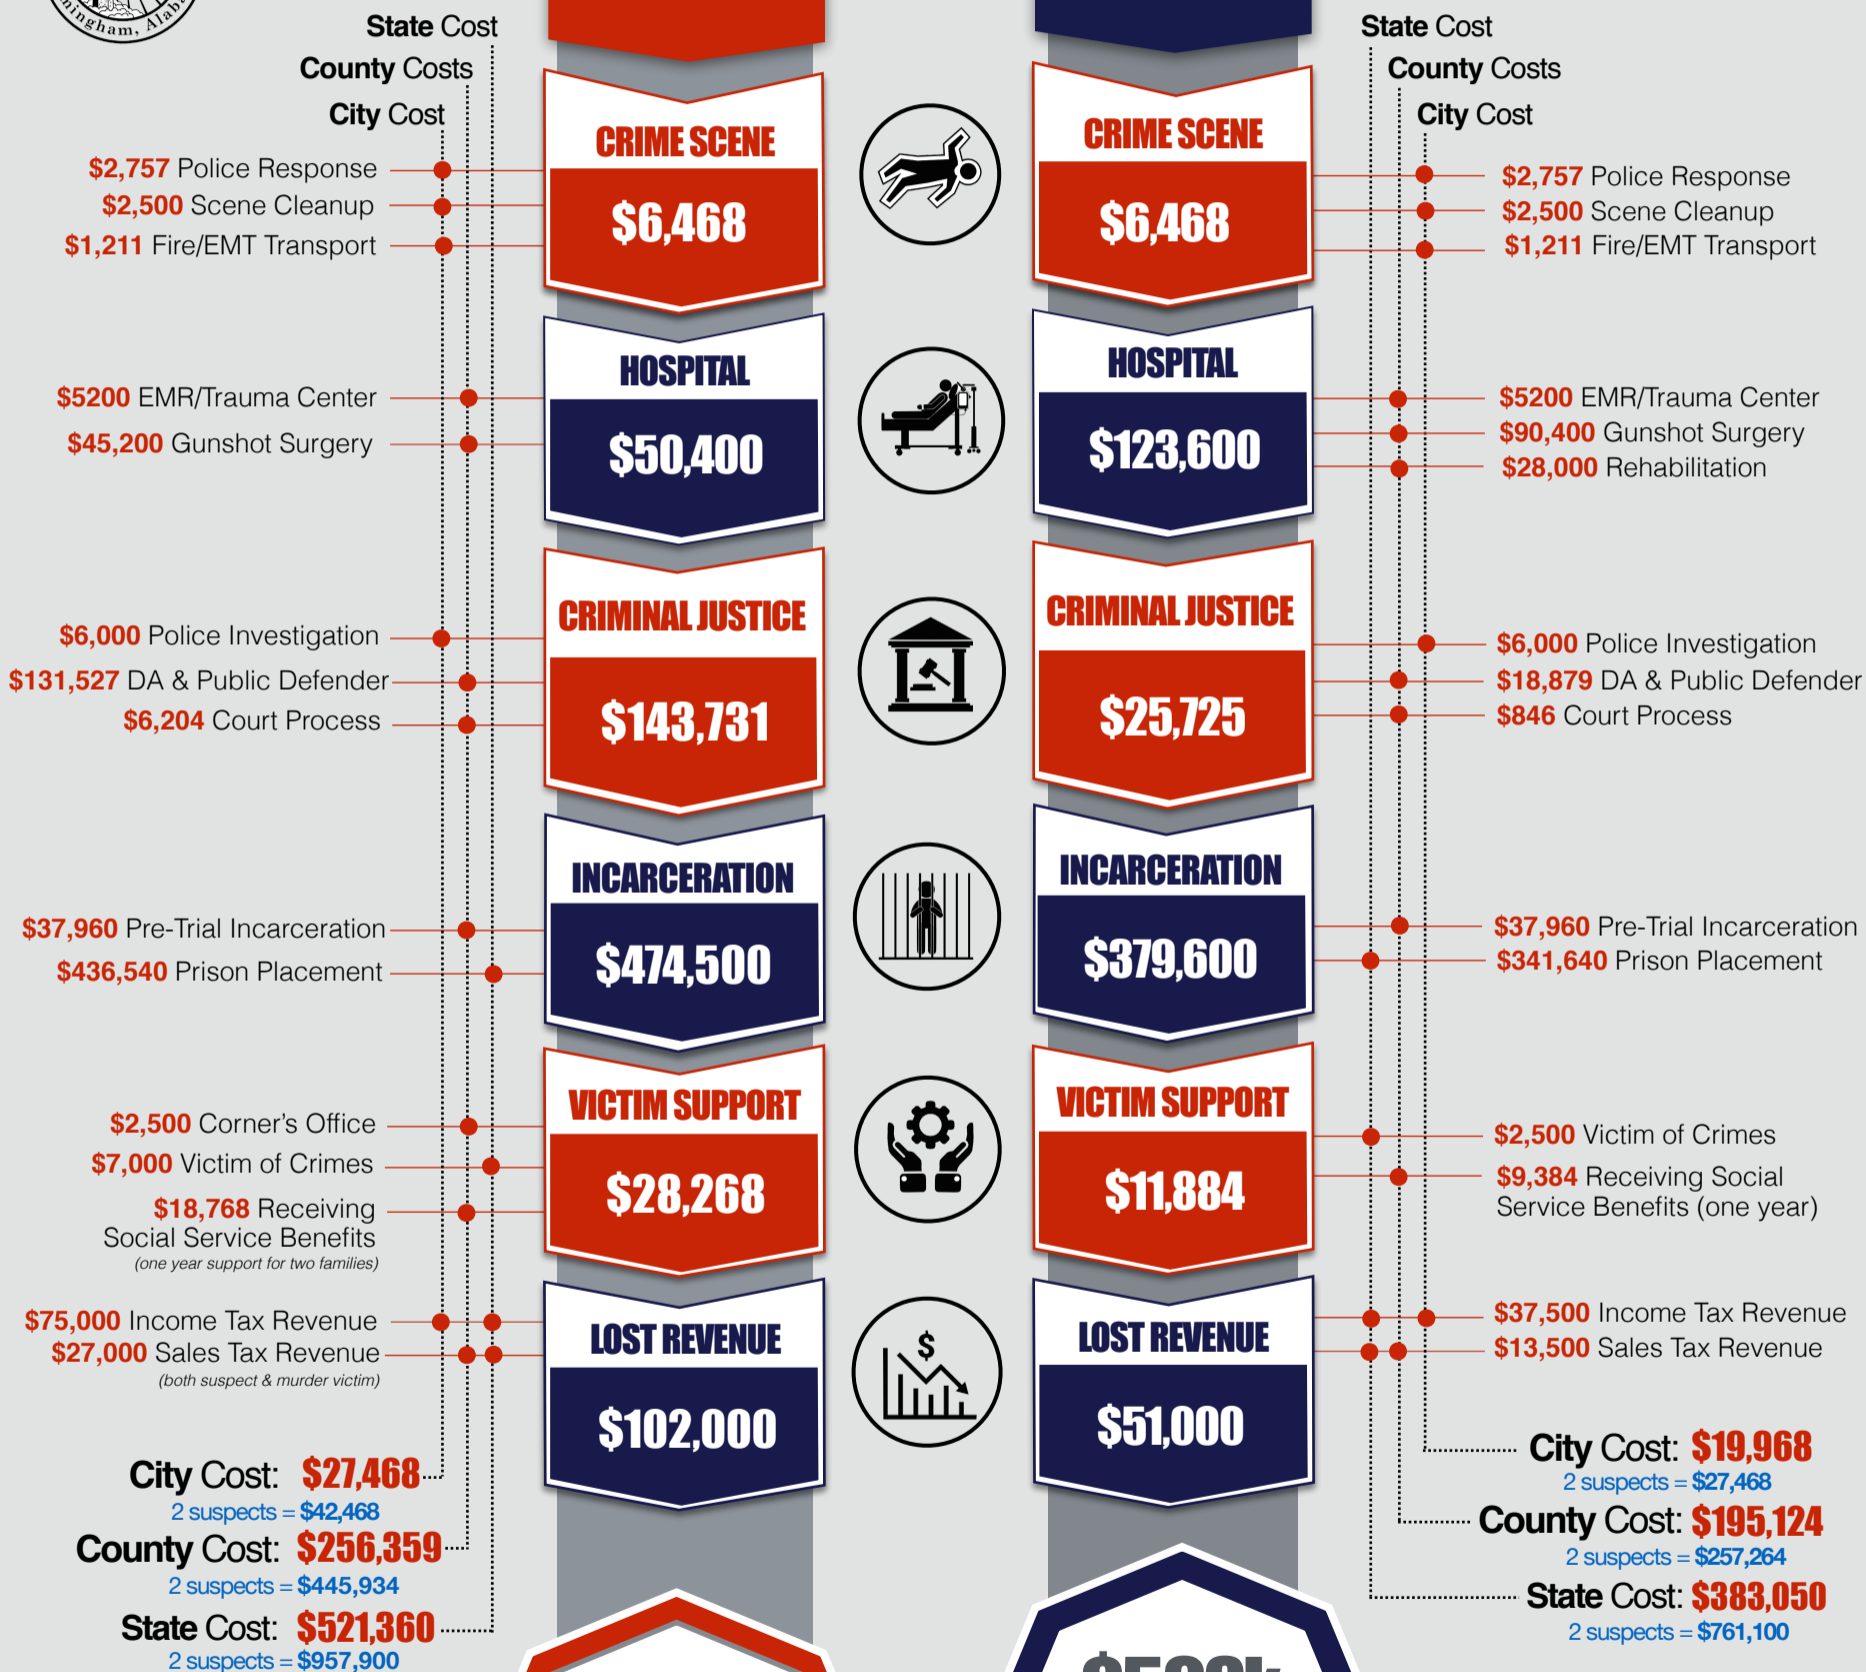 mingham, Alaba
State Cost
County Costs
City Cost
$2,757 Police Response
$2,500 Scene Cleanup
$1,211 Fire/EMT Transport
$5200 EMR/Trauma Center
$45,200 Gunshot Surgery
$6,000 Police Investigation
$131,527 DA & Public Defender
$6,204 Court Process
$37,960 Pre-Trial Incarceration
$436,540 Prison Placement
$2,500 Corner's Office
$7,000 Victim of Crimes
$18,768 Receiving
Social Service Benefits
(one year support for two families)
$75,000 Income Tax Revenue
$27,000 Sales Tax Revenue
(both suspect & murder victim)
City Cost: $27,468
2 suspects = $42,468
County Cost: $256,359
2 suspects = $445,934
State Cost: $521,360
2 suspects = $957,900
CRIME SCENE
$6,468
HOSPITAL
$50,400
CRIMINAL JUSTICE
$143,731
INCARCERATION
$474,500
VICTIM SUPPORT
$28,268
LOST REVENUE
$102,000
$
CRIME SCENE
$6,468
HOSPITAL
$123,600
CRIMINAL JUSTICE
$25,725
INCARCERATION
$379,600
VICTIM SUPPORT
$11,884
LOST REVENUE
$51,000
State Cost
County Costs
City Cost
$2,757 Police Response
$2,500 Scene Cleanup
$1,211 Fire/EMT Transport
$5200 EMR/Trauma Center
$90,400 Gunshot Surgery
$28,000 Rehabilitation
$6,000 Police Investigation
$18,879 DA & Public Defender
$846 Court Process
$37,960 Pre-Trial Incarceration
$341,640 Prison Placement
$2,500 Victim of Crimes
$9,384 Receiving Social
Service Benefits (one year)
$37,500 Income Tax Revenue
$13,500 Sales Tax Revenue
City Cost: $19,968
2 suspects = $27,468
County Cost: $195,124
2 suspects = $257,264
State Cost: $383,050
2 suspects = $761,100